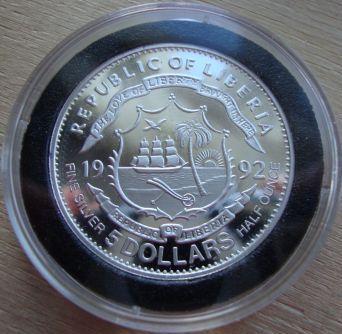 REPUBLIC OF LIBERIA
THE LOVE OF LIBERTY BROUGHT US HERE
19 92
REPUBLIC OF LIBERIA
FINE SILVER 5 DOLLARS HALF OUNCE